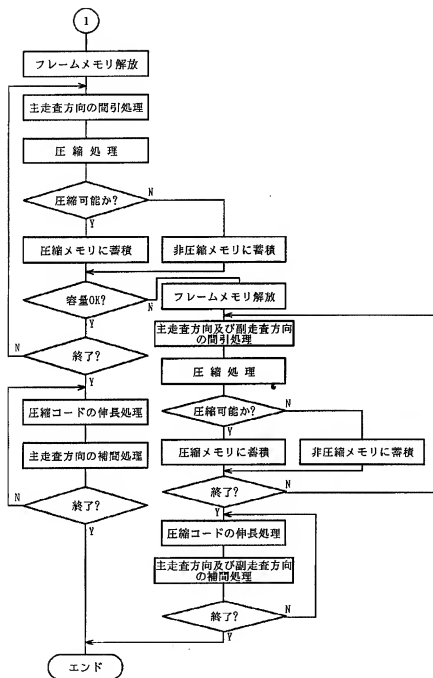 1
フレームメモリ解放
主走査方向の間引処理
圧縮処理
圧縮可能か?
N
Y
圧縮メモリに蓄積
非圧縮メモリに蓄積
容量OK?
N
Y
終了?
N
Y
圧縮コードの伸長処理
主走査方向の補間処理
終了?
N
Y
フレームメモリ解放
主走査方向及び副走査方向
の間引処理
圧縮処理
圧縮可能か?
N
Y
圧縮メモリに蓄積
非圧縮メモリに蓄積
終了?
N
Y
圧縮コードの伸長処理
主走査方向及び副走査方向
の補間処理
終了?
N
Y
エンド